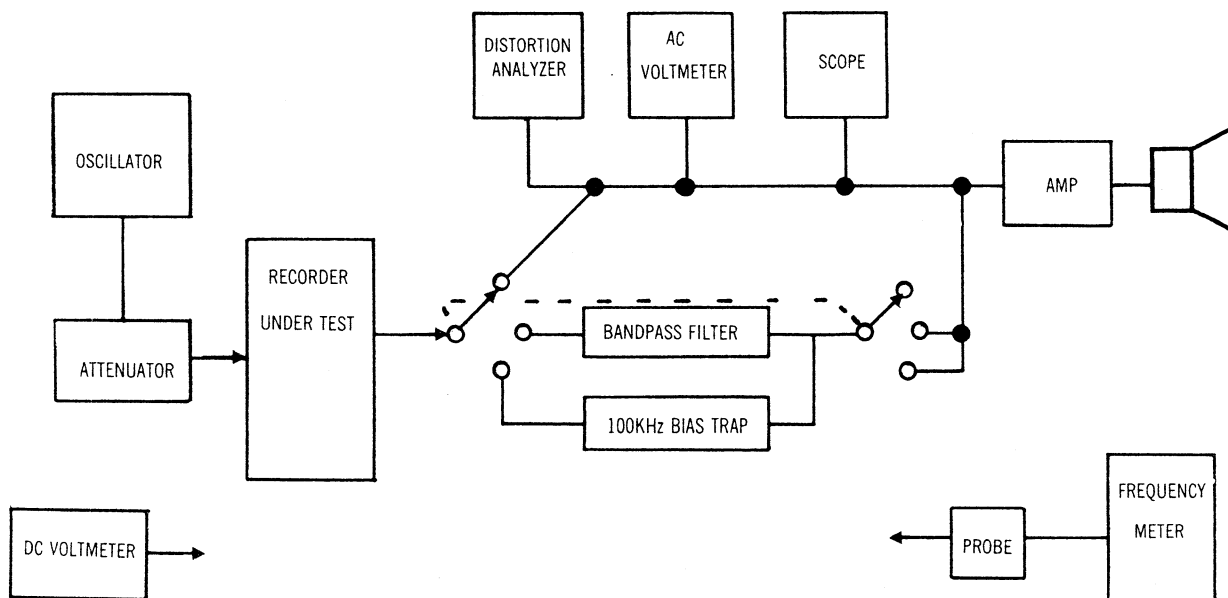 DISTORTION
ANALYZER
AC
VOLTMETER
SCOPE
OSCILLATOR
AMP
RECORDER
UNDER TEST
ATTENUATOR
BANDPASS FILTER
100KHz BIAS TRAP
DC VOLTMETER
PROBE
FREQUENCY
METER